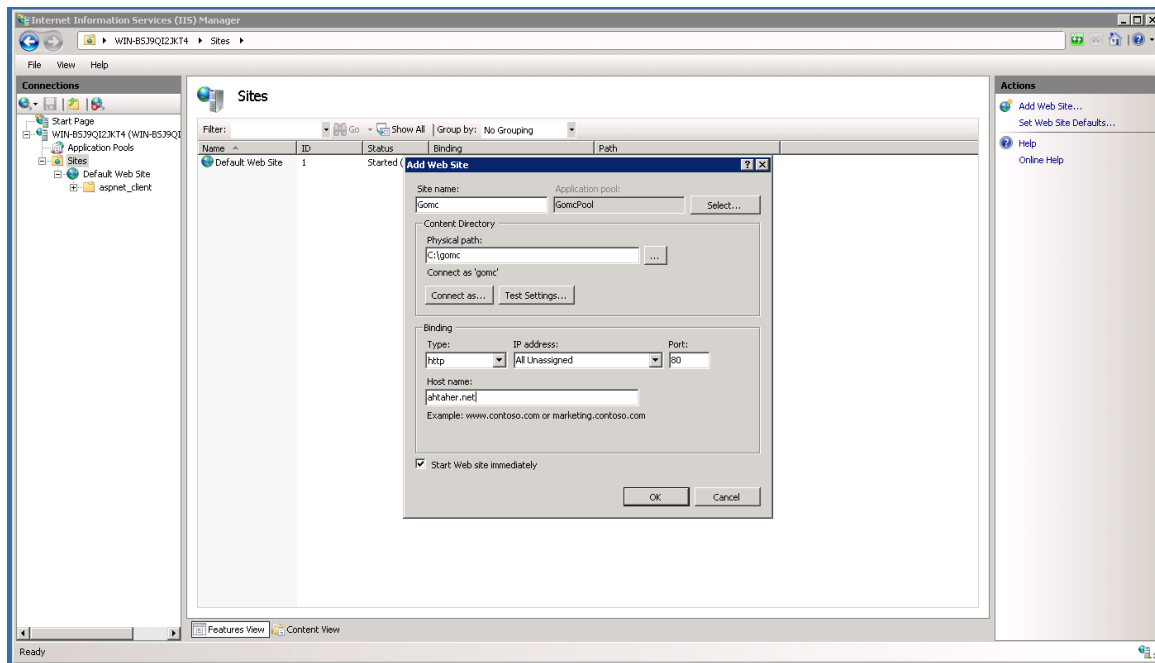 Internet Information Services (IIS) Manager
WIN-BSJ9QI2JKT4 Sites
File View Help
Connections
Start Page
WIN-BSJ9QI2JKT4 (WIN-BSJ9QI
Application Pools
Sites
Default Web Site
aspnet_client
Sites
Filter: Go Show All Group by: No Grouping
Name ID Status Binding Path
Default Web Site 1 Started (
Add Web Site
Site name: Application pool:
Gomc GomcPool Select...
Content Directory
Physical path:
C:\gomc ...
Connect as 'gomc'
Connect as... Test Settings...
Binding
Type: IP address: Port:
http All Unassigned 80
Host name:
ahtaher.net
Example: www.contoso.com or marketing.contoso.com
Start Web site immediately
OK Cancel
Actions
Add Web Site...
Set Web Site Defaults...
Help
Online Help
Features View Content View
Ready